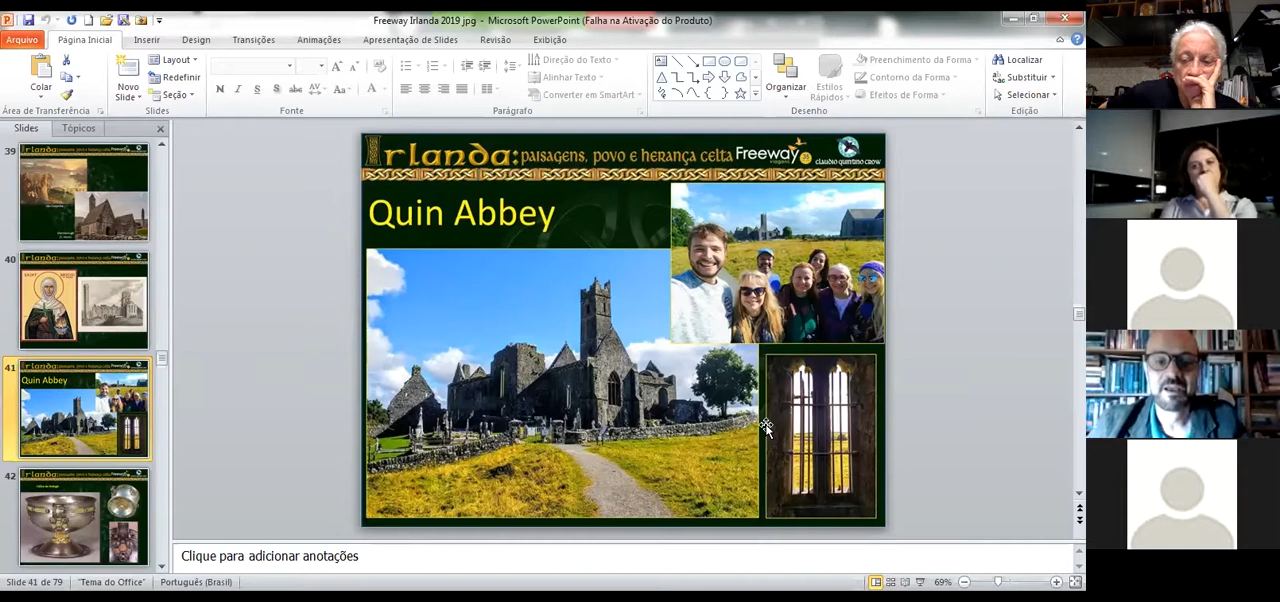 Freeway Irlanda 2019 jpg - Microsoft PowerPoint (Falha na Ativação do Produto)
Arquivo Página Inicial Inserir Design Transições Animações Apresentação de Slides Revisão Exibição
Colar
Área de Transferência
Novo Slide
Layout
Redefinir
Seção
Slides
N I S S abc AV Aa A
Fonte
Direção do Texto
Alinhar Texto
Converter em SmartArt
Parágrafo
Organizar
Estilos Rápidos
Preenchimento da Forma
Contorno da Forma
Efeitos de Forma
Desenho
Localizar
Substituir
Selecionar
Edição
Slides Tópicos
39
40
41
Quin Abbey
42
Irlanda: paisagens, povo e herança celta Freeway viagens Claudio Quintino Crow
Quin Abbey
Clique para adicionar anotações
Slide 41 de 79 "Tema do Office" Português (Brasil) 69%